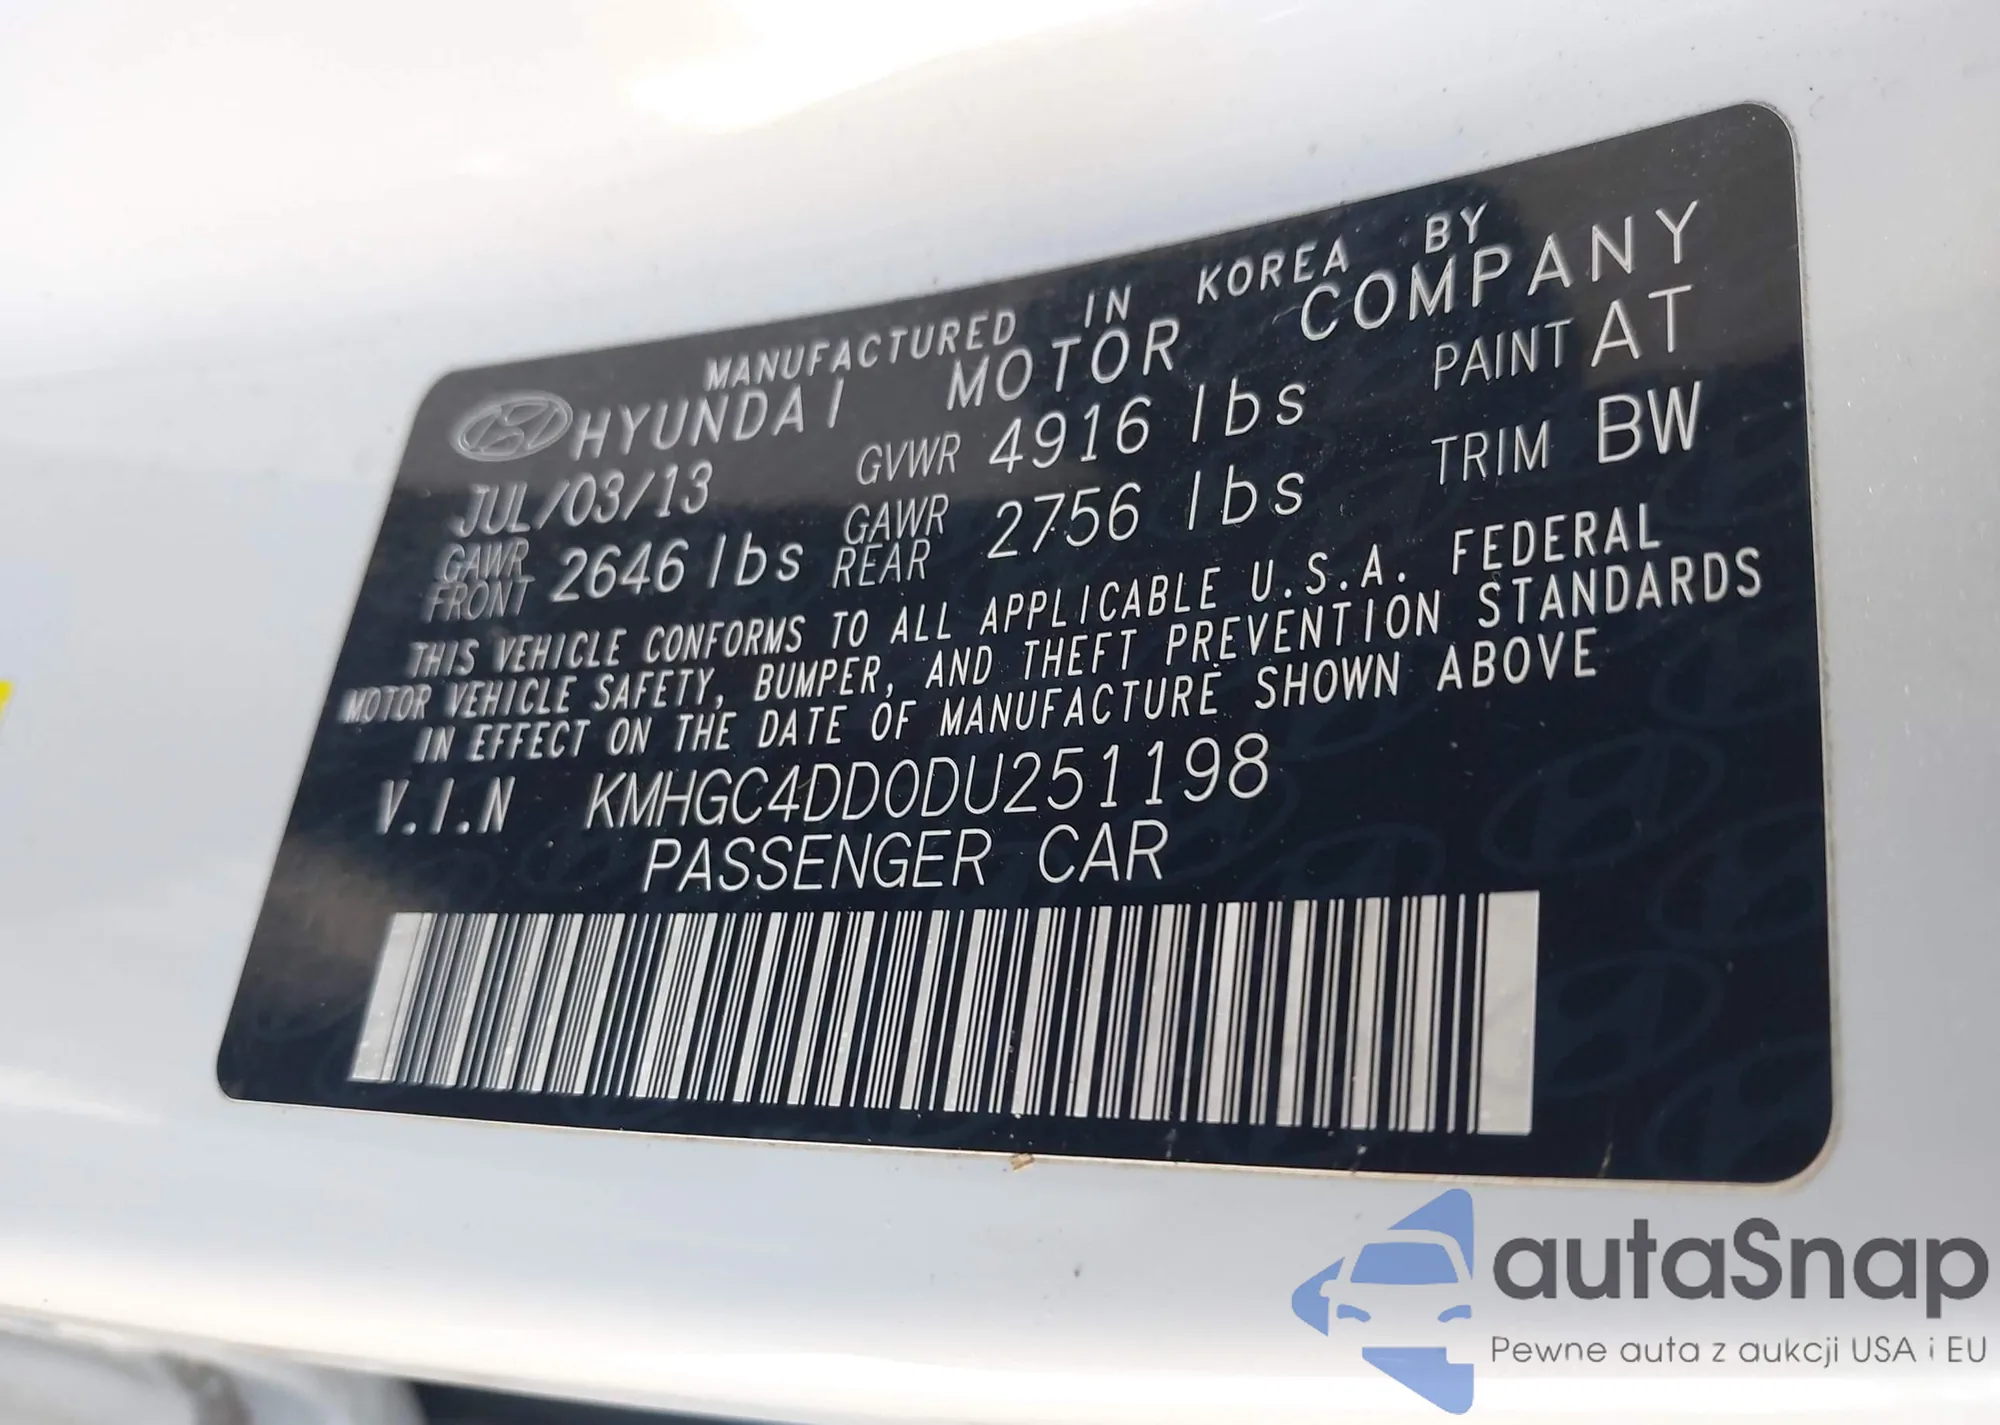 MANUFACTURED IN KOREA BY
HYUNDAI MOTOR COMPANY
JUL/03/13 GVWR 4916 lbs PAINT AT
GAWR FRONT 2646 lbs GAWR REAR 2756 lbs TRIM BW
THIS VEHICLE CONFORMS TO ALL APPLICABLE U.S.A. FEDERAL
MOTOR VEHICLE SAFETY, BUMPER, AND THEFT PREVENTION STANDARDS
IN EFFECT ON THE DATE OF MANUFACTURE SHOWN ABOVE
V.I.N KMHGC4DD0DU251198
PASSENGER CAR
autaSnap
Pewne auta z aukcji USA i EU